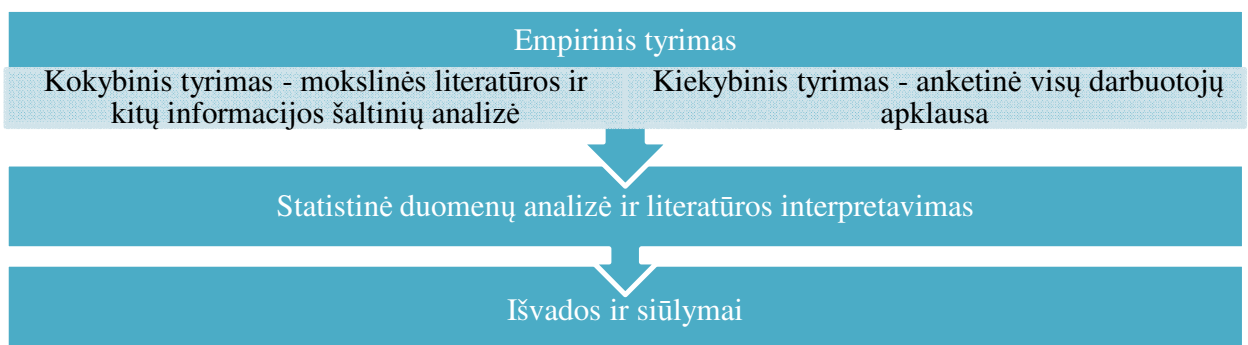 Empirinis tyrimas
Kokybinis tyrimas - mokslinės literatūros ir
kitų informacijos šaltinių analizė
Kiekybinis tyrimas - anketinė visų darbuotojų
apklausa
Statistinė duomenų analizė ir literatūros interpretavimas
Išvados ir siūlymai